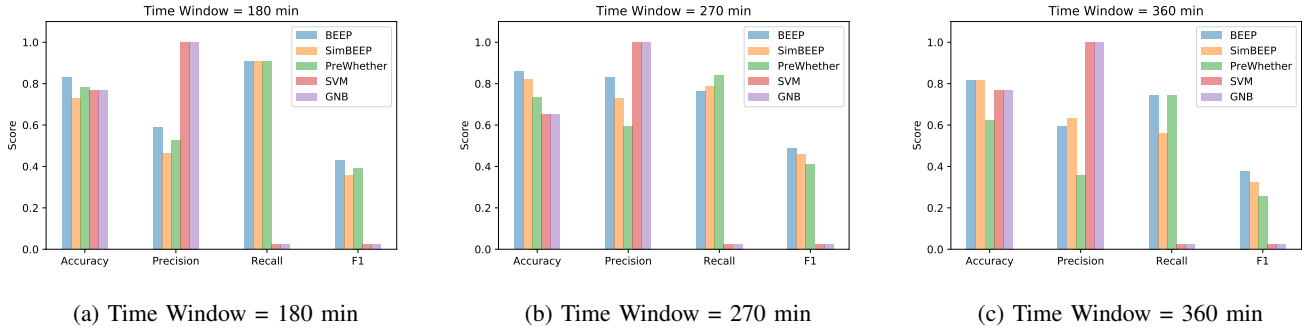 Time Window = 180 min
1.0
0.8
0.6
0.4
0.2
0.0
Score
BEEP
SimBEEP
PreWhether
SVM
GNB
Accuracy Precision Recall F1
(a) Time Window = 180 min
Time Window = 270 min
1.0
0.8
0.6
0.4
0.2
0.0
Score
BEEP
SimBEEP
PreWhether
SVM
GNB
Accuracy Precision Recall F1
(b) Time Window = 270 min
Time Window = 360 min
1.0
0.8
0.6
0.4
0.2
0.0
Score
BEEP
SimBEEP
PreWhether
SVM
GNB
Accuracy Precision Recall F1
(c) Time Window = 360 min